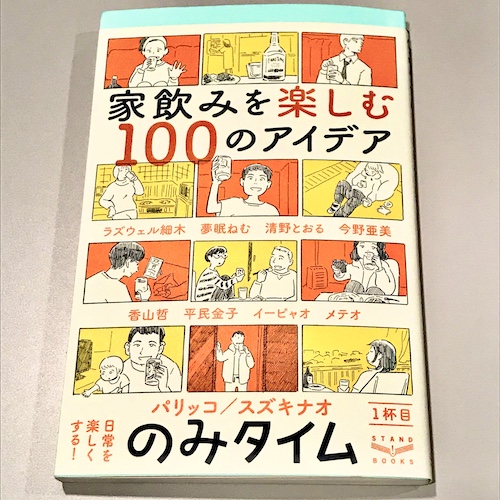 家飲みを楽しむ
100のアイデア
ラズウェル細木 夢眠ねむ 清野とおる 今野亜美
香山哲 平民金子 イーピャオ メテオ
パリッコ/スズキナオ
1杯目
日常を
楽しく
する!
のみタイム
STAND!
BOOKS